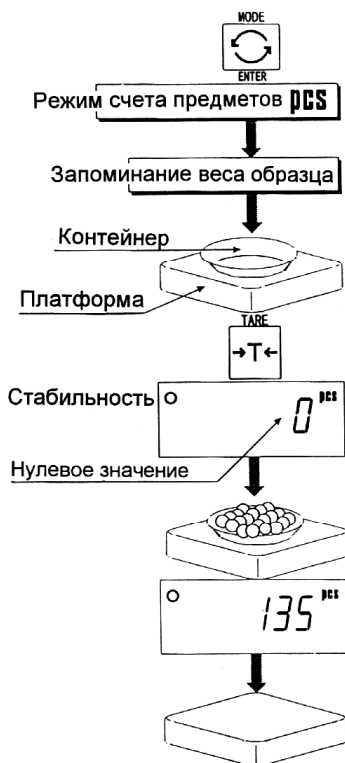 MODE
ENTER
Режим счета предметов pcs
Запоминание веса образца
Контейнер
Платформа
TARE
→T←
Стабильность
0 pcs
Нулевое значение
135 pcs